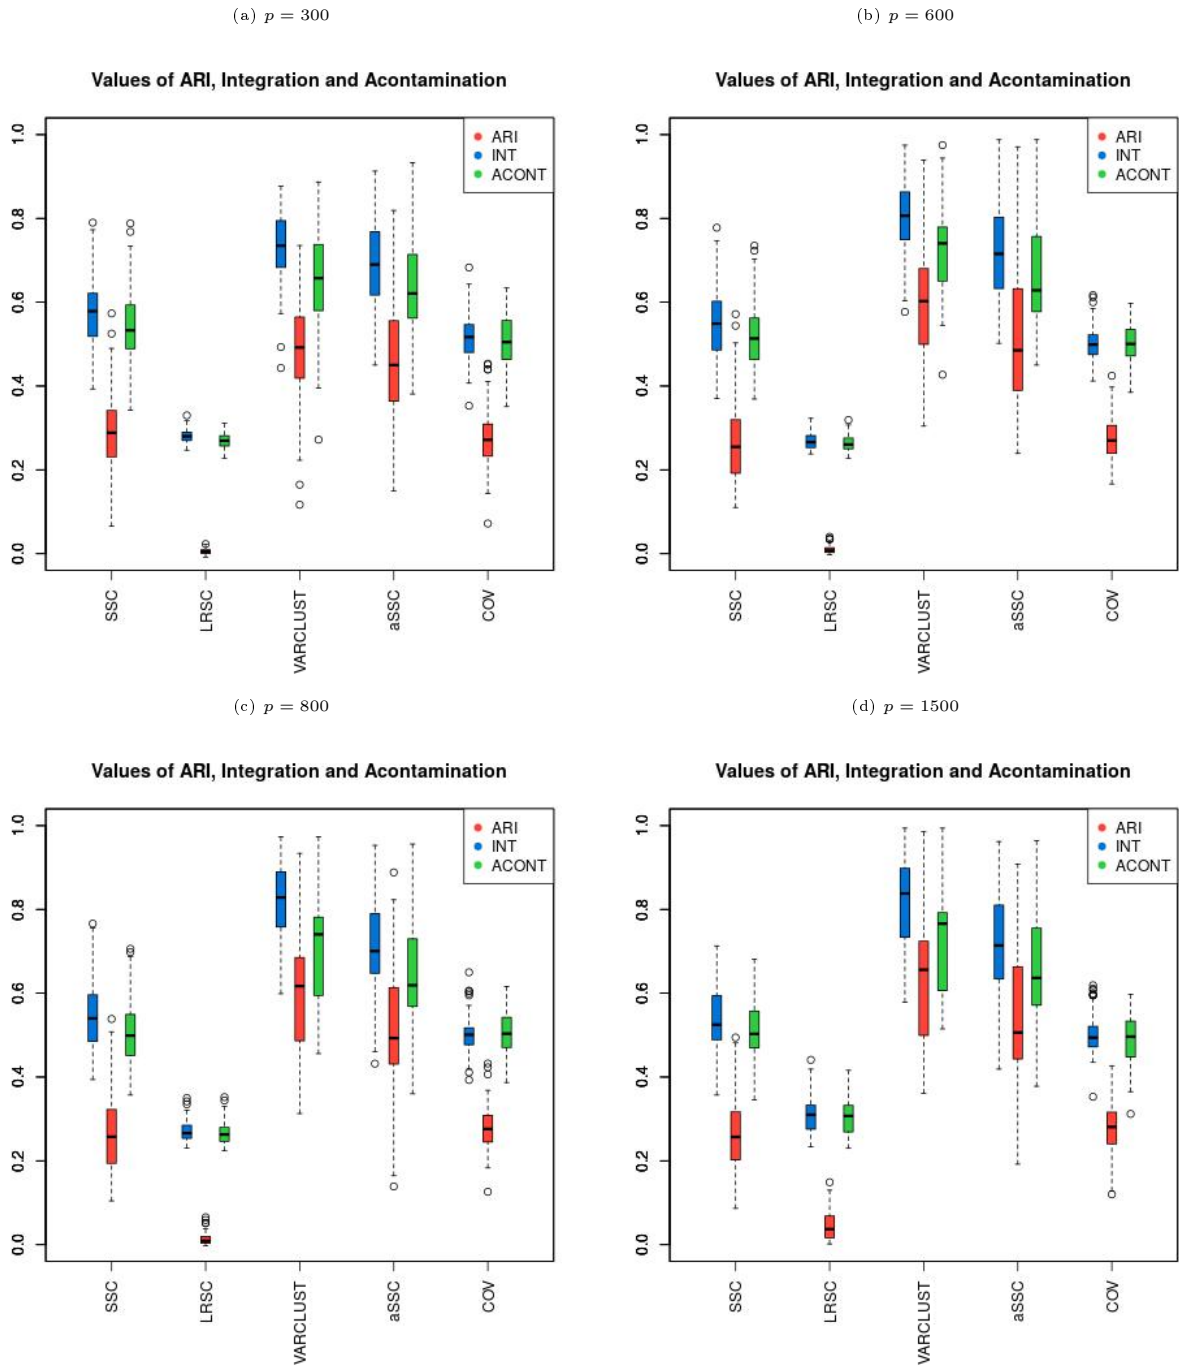 (a) p = 300
Values of ARI, Integration and Acontamination
ARI
INT
ACONT
1.0
0.8
0.6
0.4
0.2
0.0
SSC
LRSC
VARCLUST
aSSC
COV
(b) p = 600
Values of ARI, Integration and Acontamination
ARI
INT
ACONT
1.0
0.8
0.6
0.4
0.2
0.0
SSC
LRSC
VARCLUST
aSSC
COV
(c) p = 800
Values of ARI, Integration and Acontamination
ARI
INT
ACONT
1.0
0.8
0.6
0.4
0.2
0.0
SSC
LRSC
VARCLUST
aSSC
COV
(d) p = 1500
Values of ARI, Integration and Acontamination
ARI
INT
ACONT
1.0
0.8
0.6
0.4
0.2
0.0
SSC
LRSC
VARCLUST
aSSC
COV